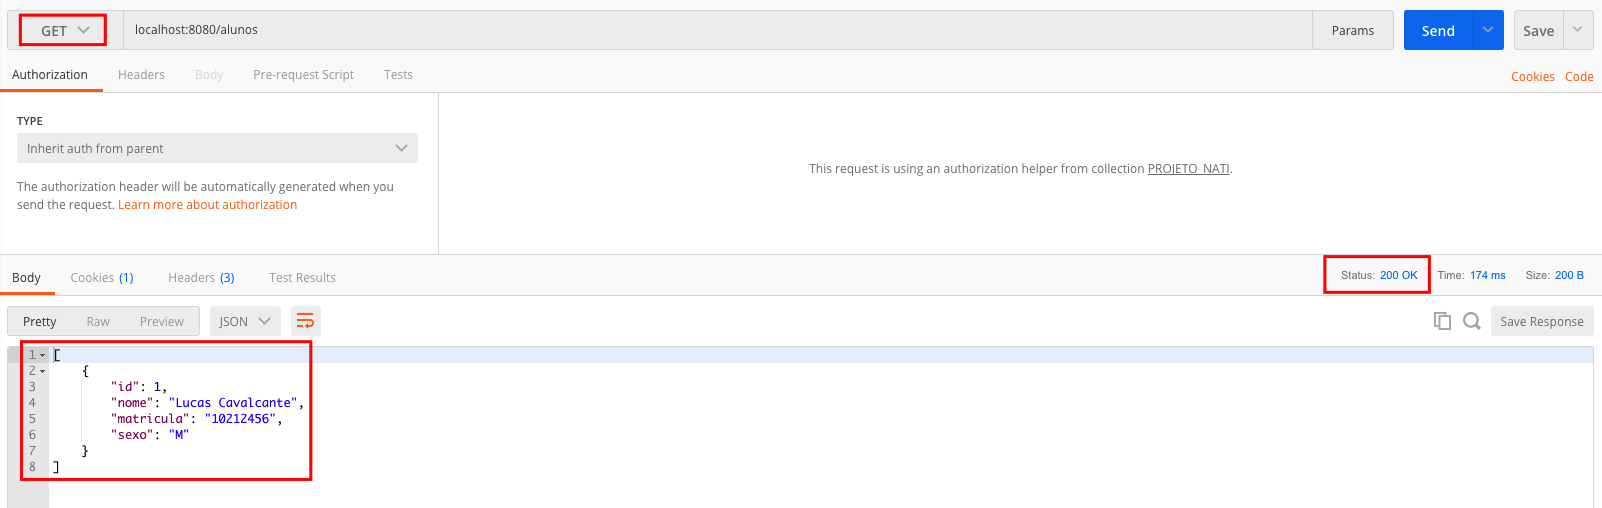 GET localhost:8080/alunos Params Send Save
Authorization Headers Body Pre-request Script Tests Cookies Code
TYPE
Inherit auth from parent
The authorization header will be automatically generated when you
send the request. Learn more about authorization
This request is using an authorization helper from collection PROJETO_NATI.
Body Cookies (1) Headers (3) Test Results Status: 200 OK Time: 174 ms Size: 200 B
Pretty Raw Preview JSON Save Response
1 [
2 {
3 "id": 1,
4 "nome": "Lucas Cavalcante",
5 "matricula": "10212456",
6 "sexo": "M"
7 }
8 ]